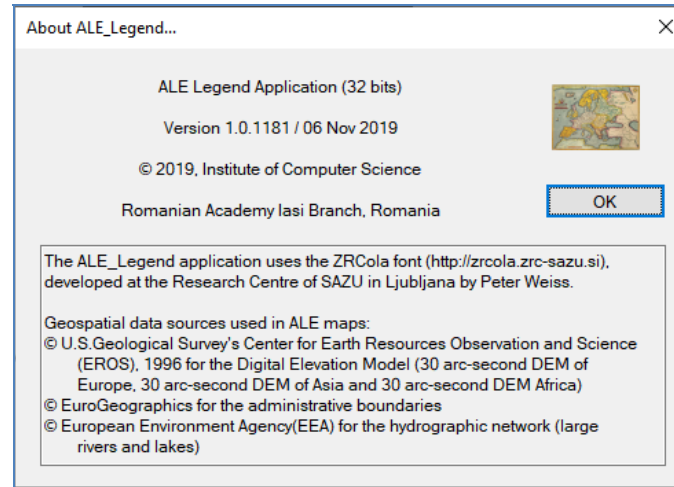 About ALE_Legend...
ALE Legend Application (32 bits)
Version 1.0.1181 / 06 Nov 2019
© 2019, Institute of Computer Science
Romanian Academy Iasi Branch, Romania
OK
The ALE_Legend application uses the ZRCola font (http://zrcola.zrc-sazu.si),
developed at the Research Centre of SAZU in Ljubljana by Peter Weiss.
Geospatial data sources used in ALE maps:
© U.S.Geological Survey's Center for Earth Resources Observation and Science
(EROS), 1996 for the Digital Elevation Model (30 arc-second DEM of
Europe, 30 arc-second DEM of Asia and 30 arc-second DEM Africa)
© EuroGeographics for the administrative boundaries
© European Environment Agency(EEA) for the hydrographic network (large
rivers and lakes)